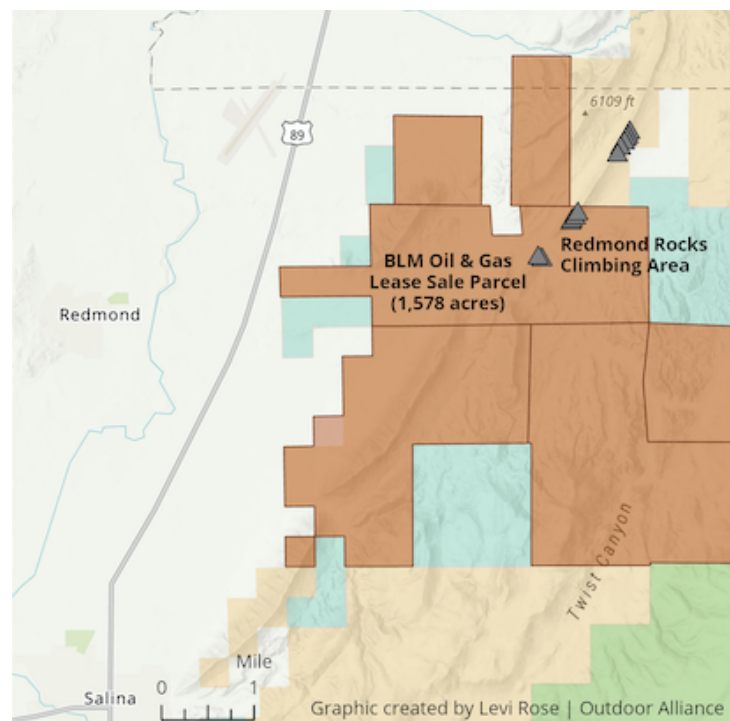 6109 ft
89
Redmond Rocks
Climbing Area
BLM Oil & Gas
Lease Sale Parcel
(1,578 acres)
Redmond
Twist Canyon
Mile
0 1
Salina
Graphic created by Levi Rose | Outdoor Alliance